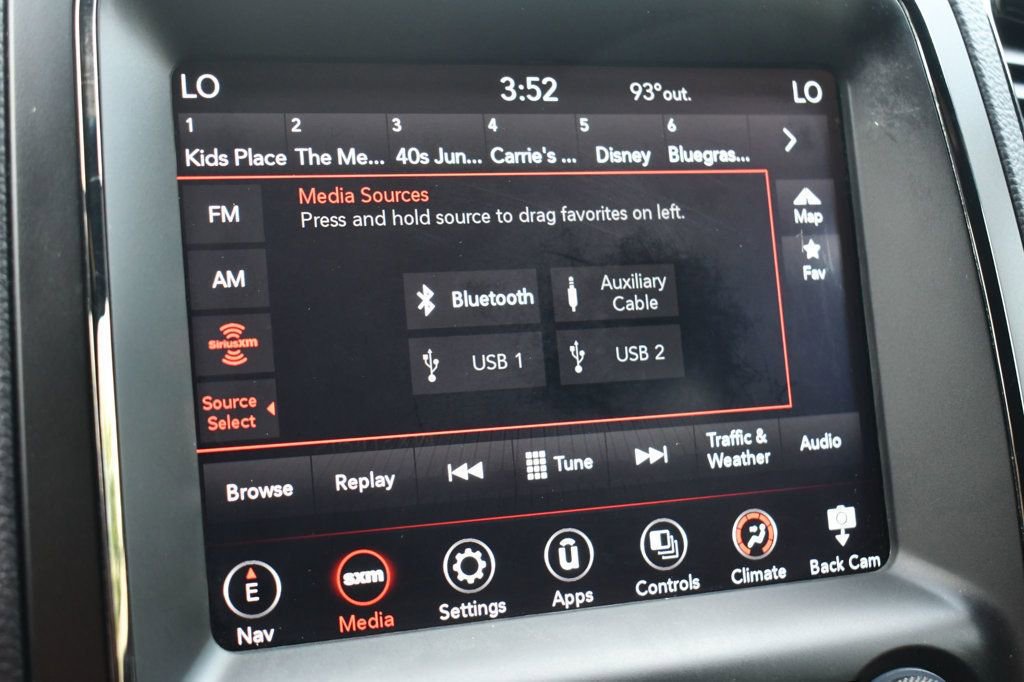 LO 3:52 93°out. LO
1 2 3 4 5 6
Kids Place The Me... 40s Jun... Carrie's ... Disney Bluegras...
Media Sources
Press and hold source to drag favorites on left.
FM
AM
SiriusXM
Source
Select
Bluetooth
Auxiliary
Cable
USB 1
USB 2
Map
Fav
Browse
Replay
Tune
Traffic &
Weather
Audio
E
Nav
sxm
Media
Settings
ū
Apps
Controls
Climate
Back Cam